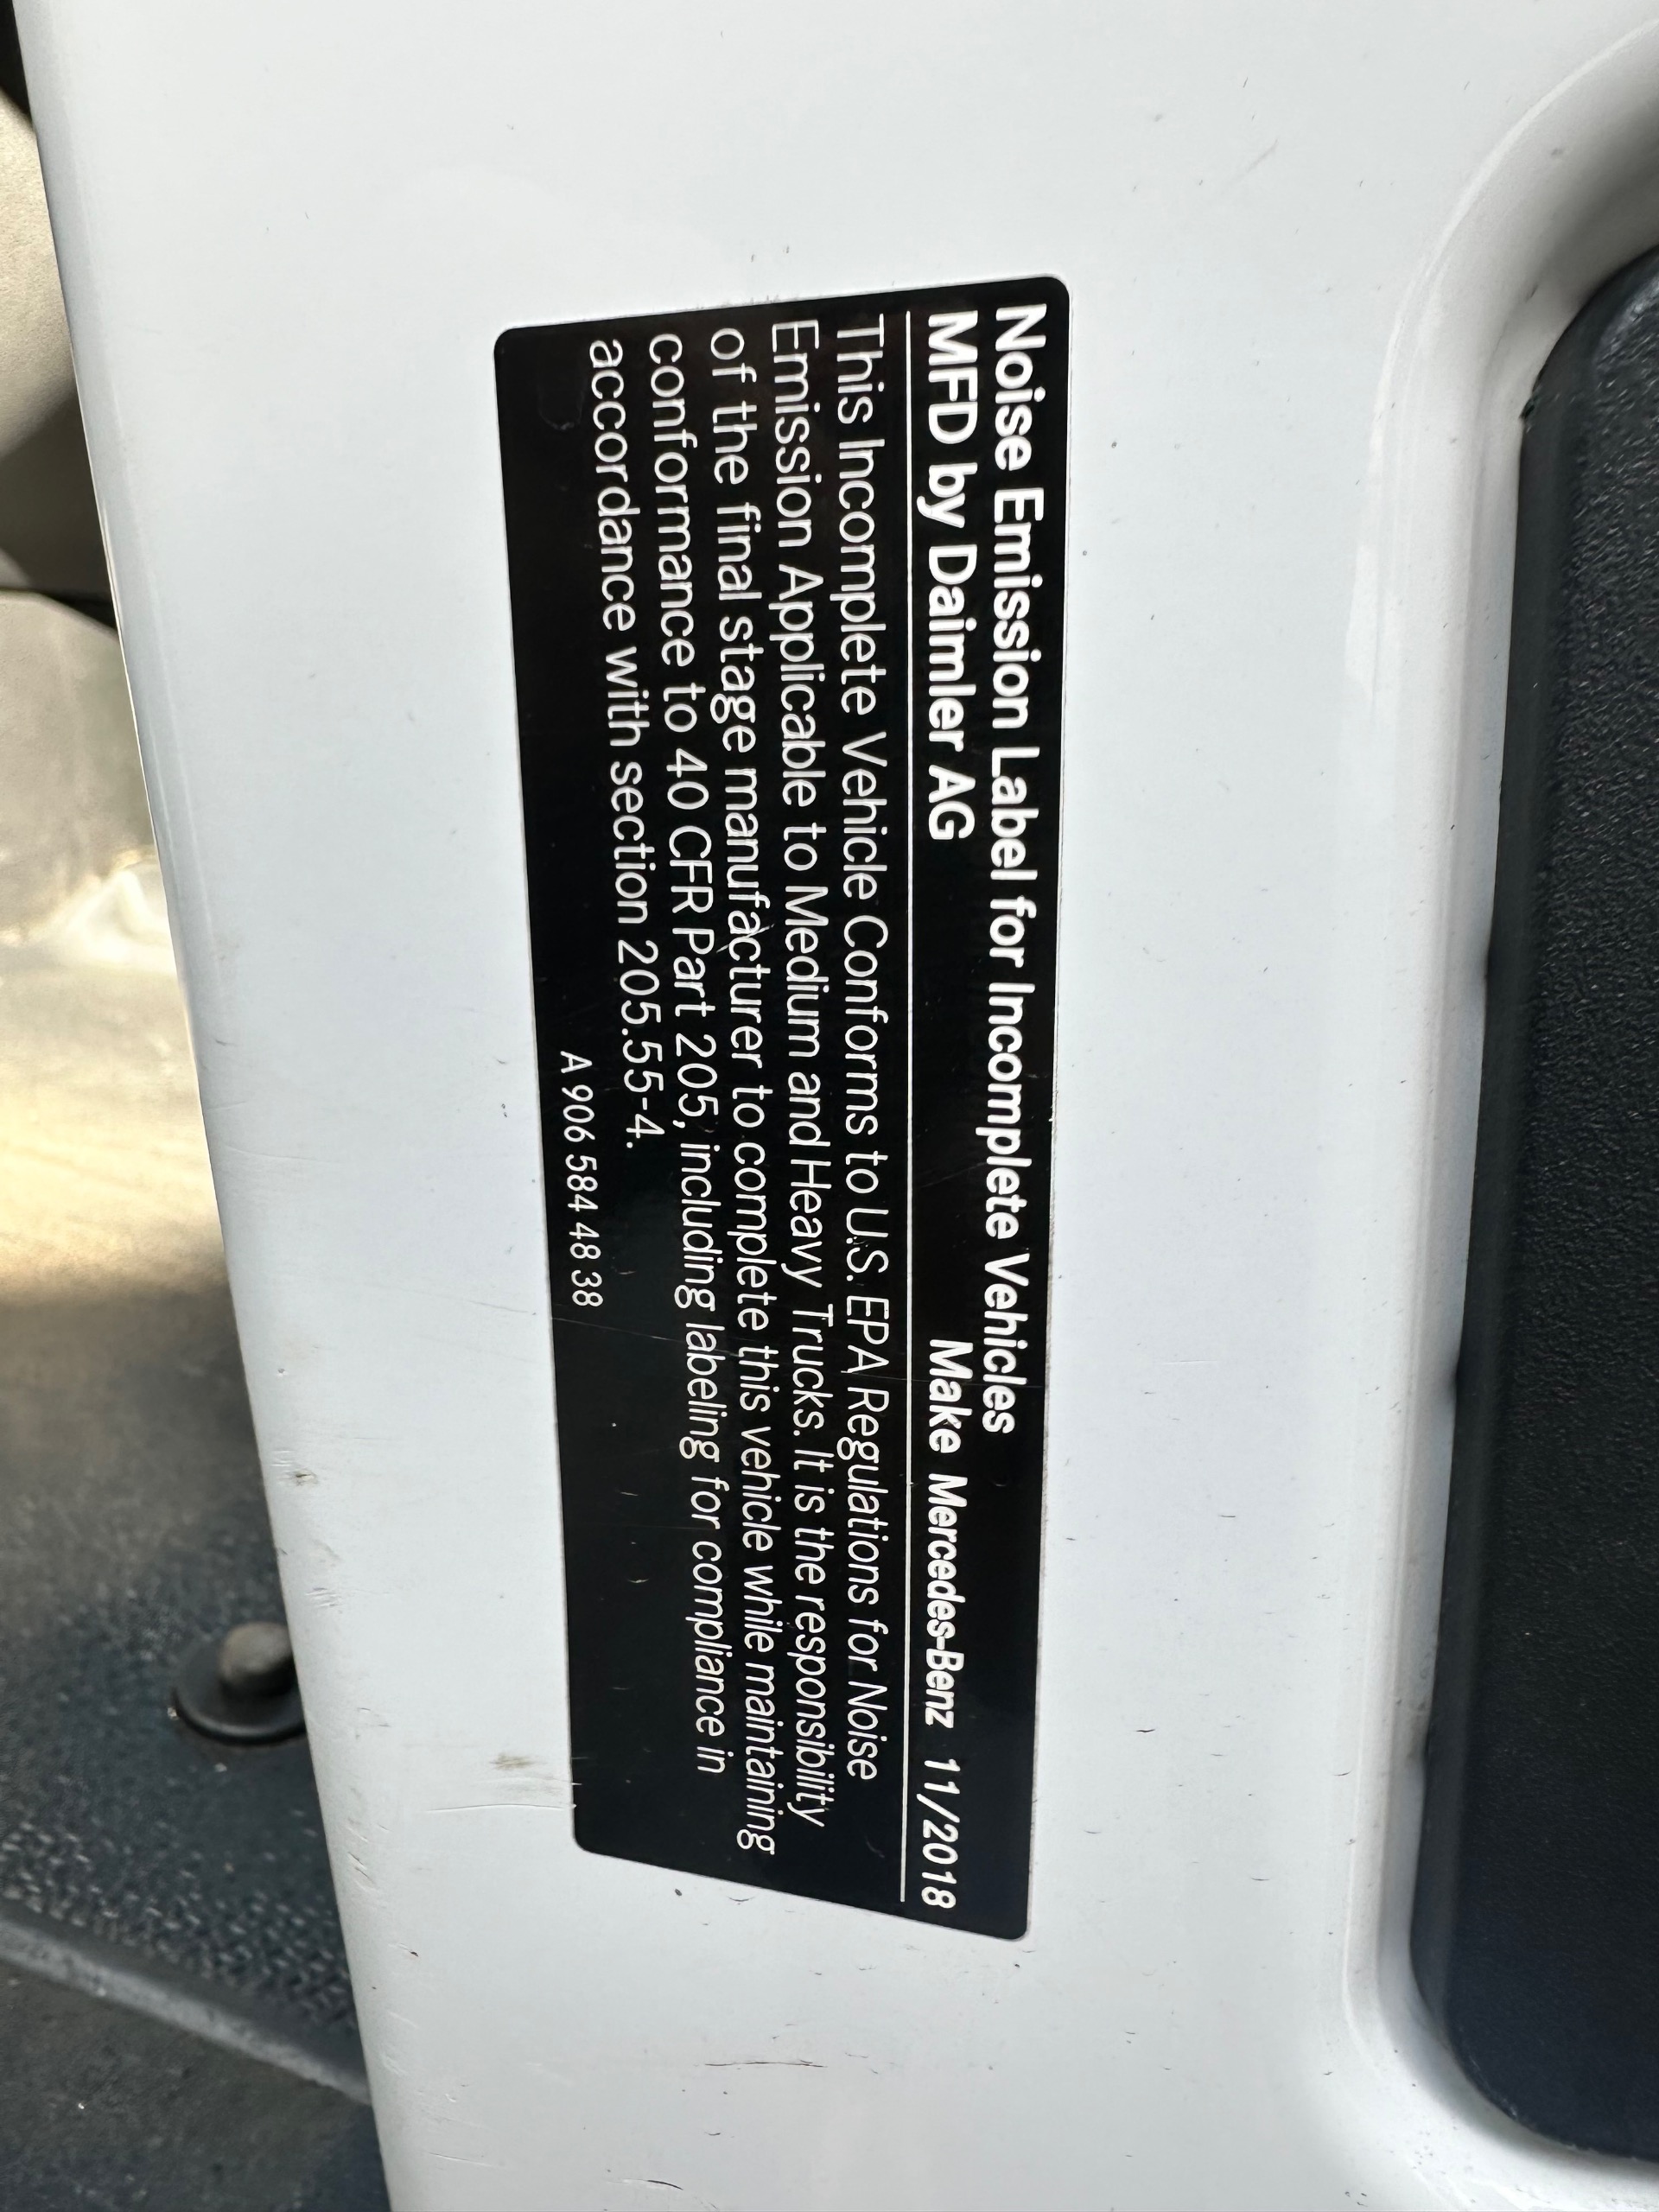 Noise Emission Label for Incomplete Vehicles
MFD by Daimler AG Make Mercedes-Benz 11/2018
This Incomplete Vehicle Conforms to U.S. EPA Regulations for Noise
Emission Applicable to Medium and Heavy Trucks. It is the responsibility
of the final stage manufacturer to complete this vehicle while maintaining
conformance to 40 CFR Part 205, including labeling for compliance in
accordance with section 205.55-4.
A 906 584 48 38